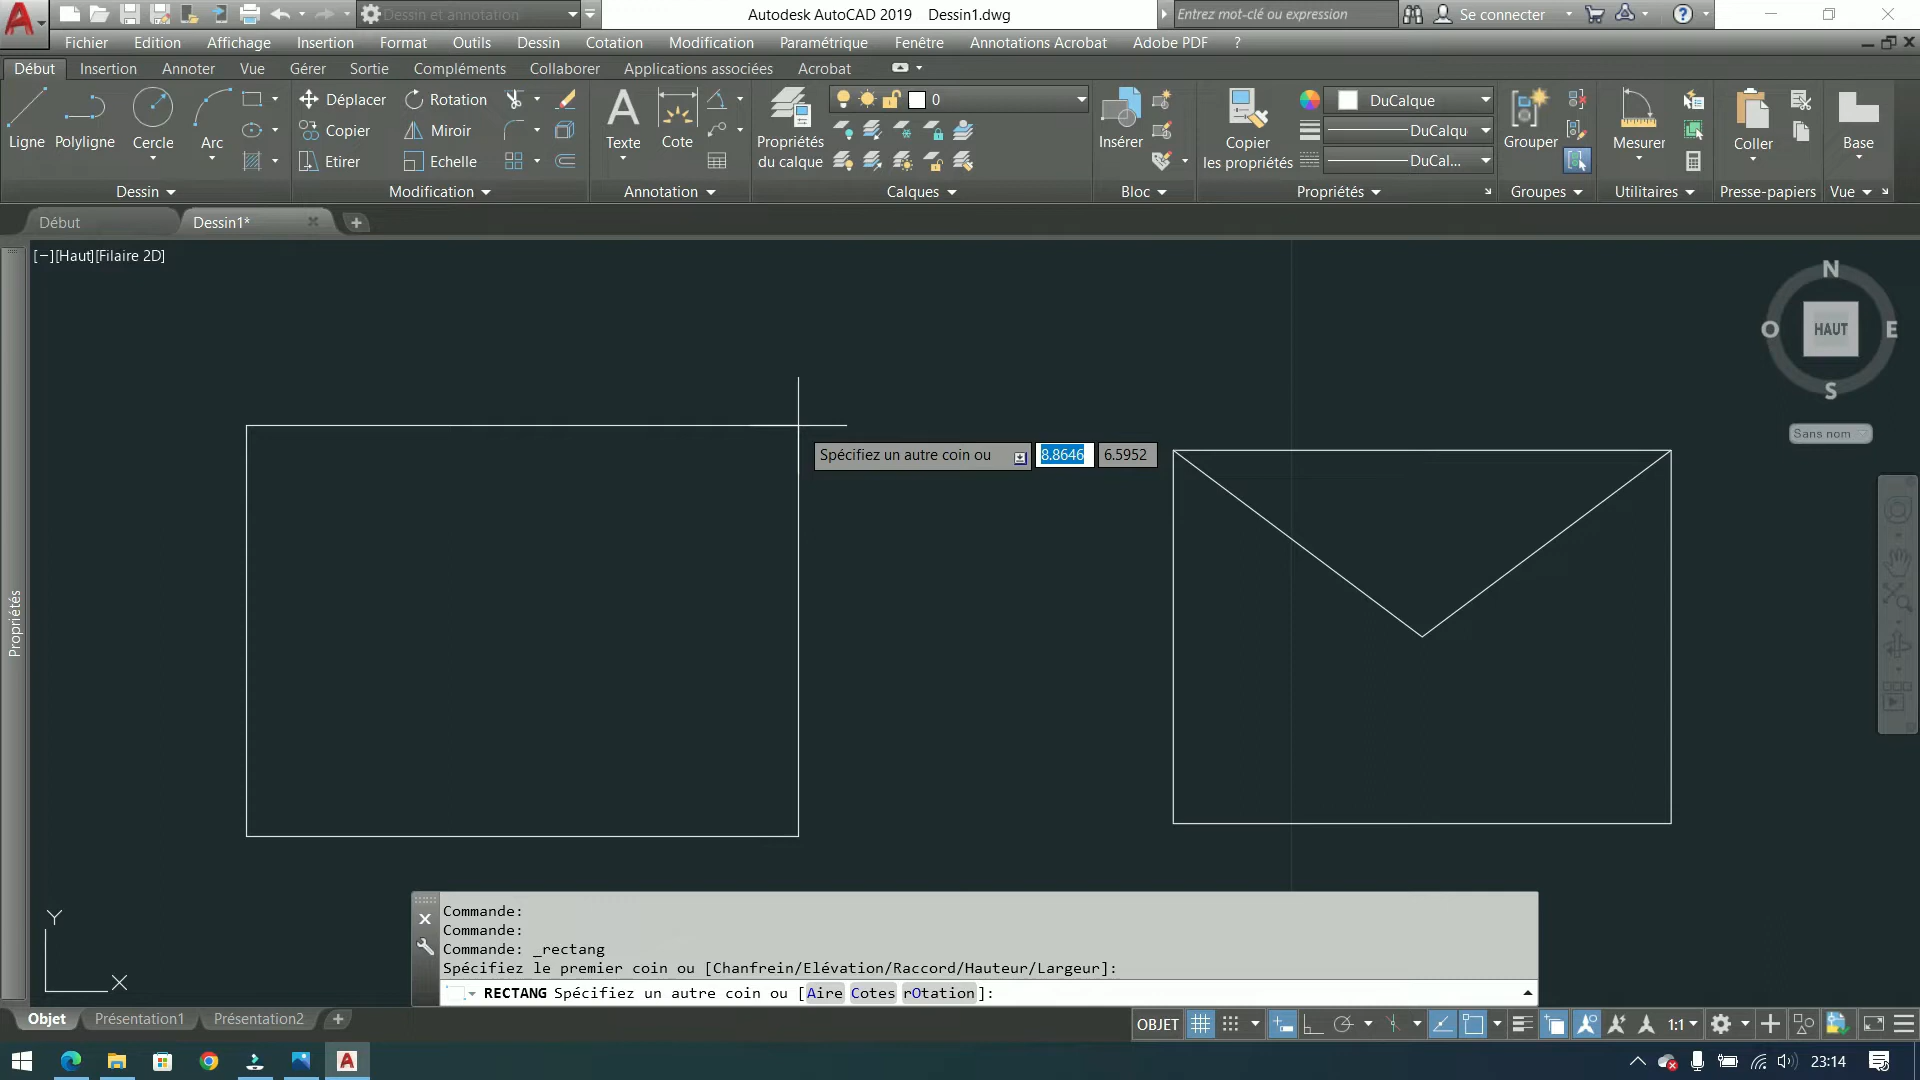 Dessin et annotation
Autodesk AutoCAD 2019 Dessin1.dwg
Entrez mot-clé ou expression
Se connecter
?
Fichier Edition Affichage Insertion Format Outils Dessin Cotation Modification Paramétrique Fenêtre Annotations Acrobat Adobe PDF ?
Début Insertion Annoter Vue Gérer Sortie Compléments Collaborer Applications associées Acrobat
Déplacer Rotation
0
DuCalque
Copier Miroir
DuCalqu
Ligne Polyligne Cercle Arc
Texte Cote
Propriétés
du calque
Insérer
Copier
les propriétés
Grouper Mesurer Coller Base
Etirer Echelle
DuCal...
Dessin Modification Annotation Calques Bloc Propriétés Groupes Utilitaires Presse-papiers Vue
Début Dessin1*
[−][Haut][Filaire 2D]
N
O HAUT E
S
Sans nom
Spécifiez un autre coin ou 8.8646 6.5952
Propriétés
Y
X
Commande:
Commande:
Commande: _rectang
Spécifiez le premier coin ou [Chanfrein/Elévation/Raccord/Hauteur/Largeur]:
RECTANG Spécifiez un autre coin ou [Aire Cotes rOtation]:
Objet Présentation1 Présentation2
OBJET 1:1
23:14